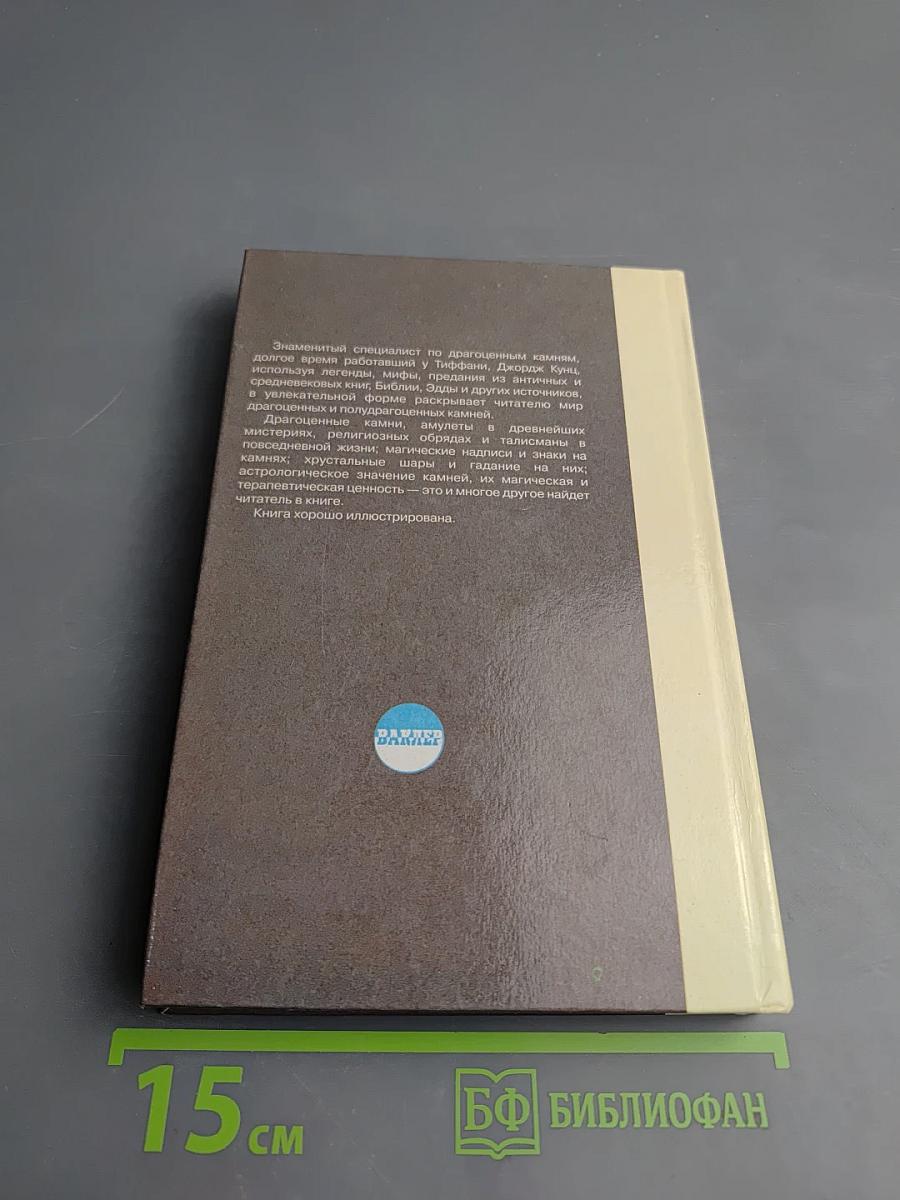 Знаменитый специалист по драгоценным камням,
долгое время работавший у Тиффани, Джордж Кунц,
используя легенды, мифы, предания из античных и
средневековых книг, Библии, Эдды и других источников,
в увлекательной форме раскрывает читателю мир
драгоценных и полудрагоценных камней.
Драгоценные камни, амулеты в древнейших
мистериях, религиозных обрядах и талисманы в
повседневной жизни; магические надписи и знаки на
камнях; хрустальные шары и гадание на них;
астрологическое значение камней, их магическая и
терапевтическая ценность — это и многое другое найдет
читатель в книге.
Книга хорошо иллюстрирована.
ВАКЛЕР
15 см
БФ БИБЛИОФАН